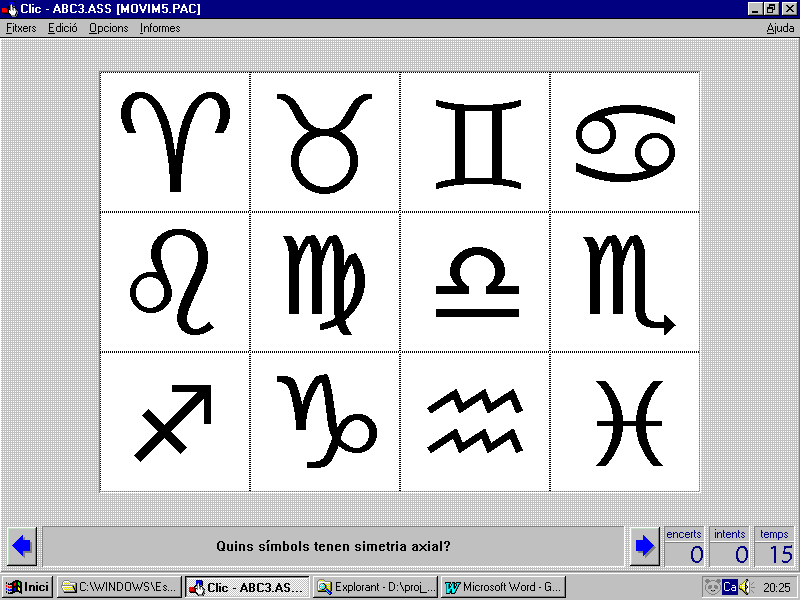 Clic - ABC3.ASS [MOVIM5.PAC]
Fitxers Edició Opcions Informes Ajuda
♈ ♉ ♊ ♋
♌ ♍ ♎ ♏
♐ ♑ ♒ ♓
Quins símbols tenen simetria axial?
encerts intents temps
0 0 15
Inici C:\WINDOWS\Es... Clic - ABC3.AS... Explorant - D:\proj_... Microsoft Word - G... Ca 20:25